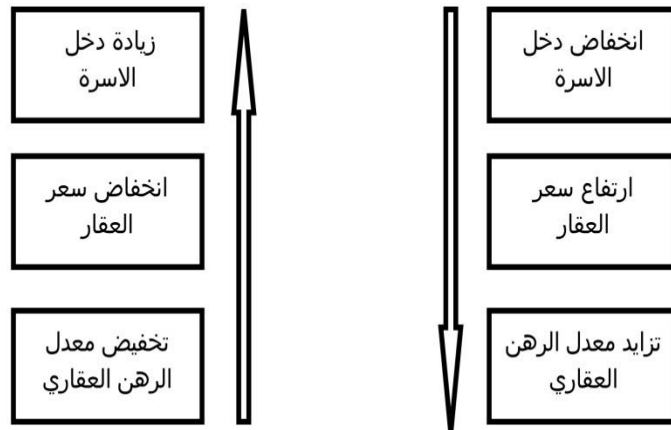 انخفاض دخل
الاسرة
ارتفاع سعر
العقار
تزايد معدل الرهن
العقاري
زيادة دخل
الاسرة
انخفاض سعر
العقار
تخفيض معدل
الرهن العقاري